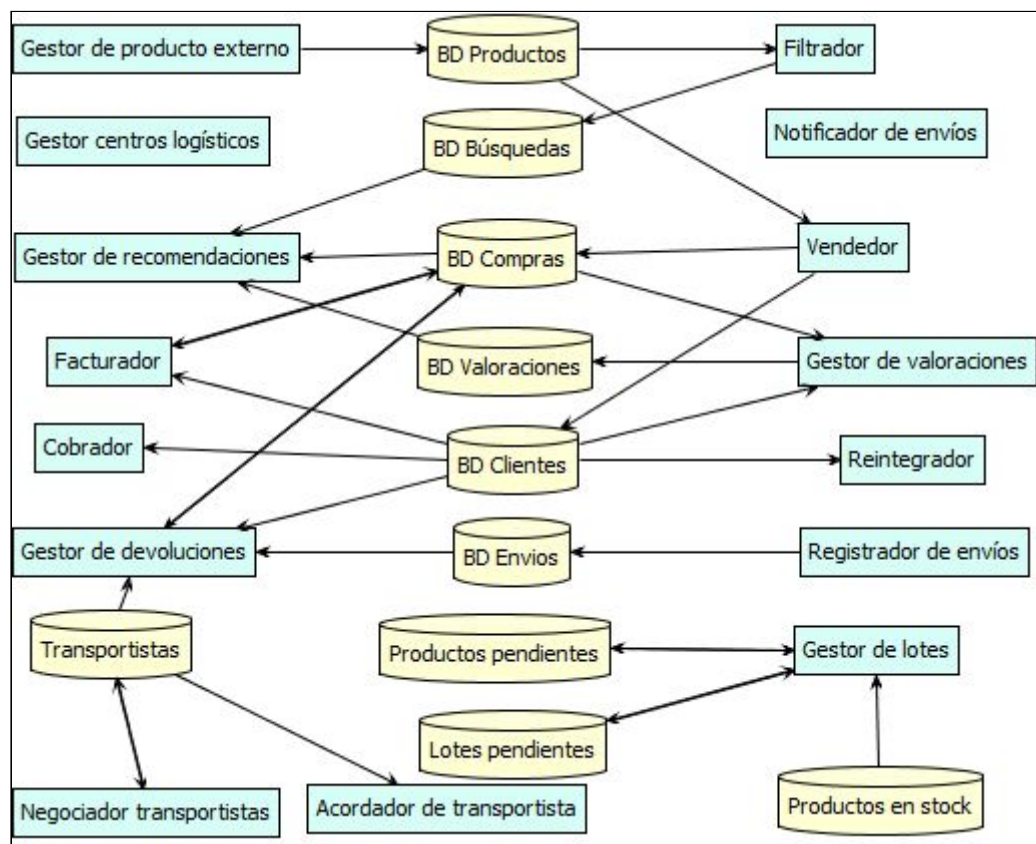 Gestor de producto externo
BD Productos
Filtrador
Gestor centros logísticos
BD Búsquedas
Notificador de envíos
Gestor de recomendaciones
BD Compras
Vendedor
Facturador
BD Valoraciones
Gestor de valoraciones
Cobrador
BD Clientes
Reintegrador
Gestor de devoluciones
BD Envios
Registrador de envíos
Transportistas
Productos pendientes
Gestor de lotes
Lotes pendientes
Negociador transportistas
Acordador de transportista
Productos en stock